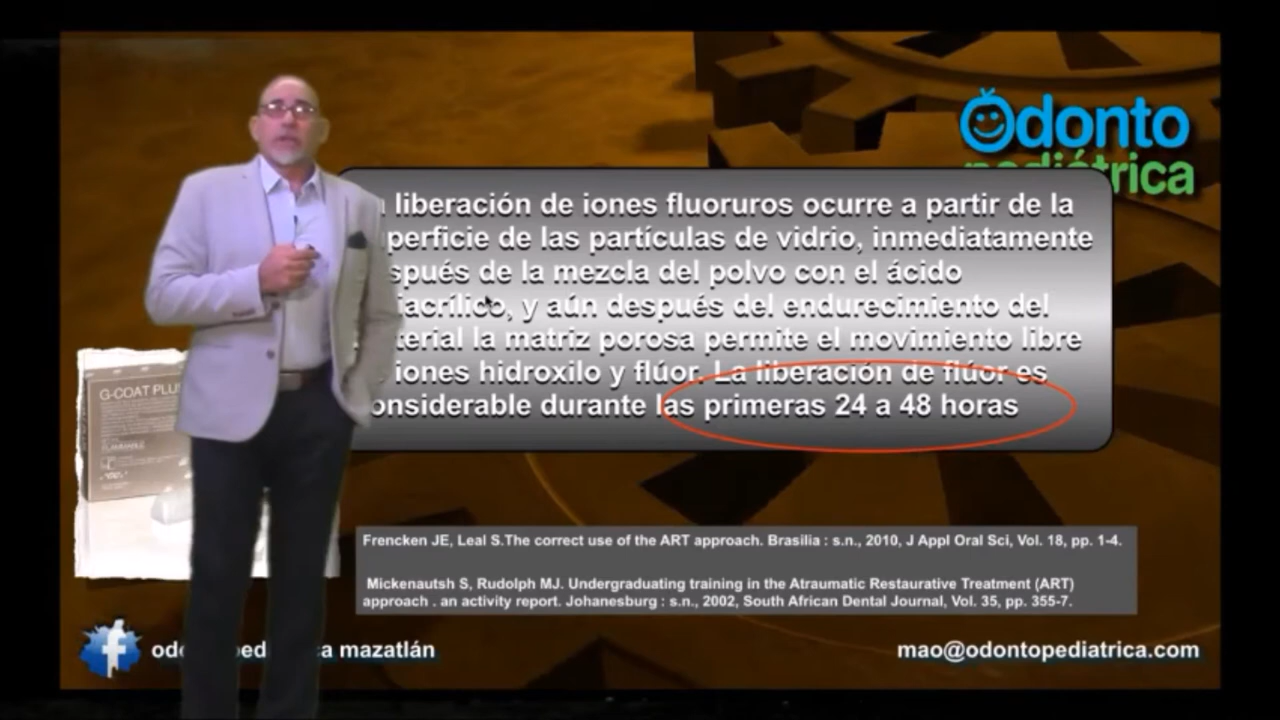 Odonto
pediátrica
liberación de iones fluoruros ocurre a partir de la
perficie de las partículas de vidrio, inmediatamente
spués de la mezcla del polvo con el ácido
iacrílico, y aún después del endurecimiento del
terial la matriz porosa permite el movimiento libre
iones hidroxilo y flúor. La liberación de flúor es
onsiderable durante las primeras 24 a 48 horas
G-COAT PLU
Frencken JE, Leal S.The correct use of the ART approach. Brasilia : s.n., 2010, J Appl Oral Sci, Vol. 18, pp. 1-4.
Mickenautsh S, Rudolph MJ. Undergraduating training in the Atraumatic Restaurative Treatment (ART)
approach . an activity report. Johanesburg : s.n., 2002, South African Dental Journal, Vol. 35, pp. 355-7.
mazatlán
mao@odontopediatrica.com